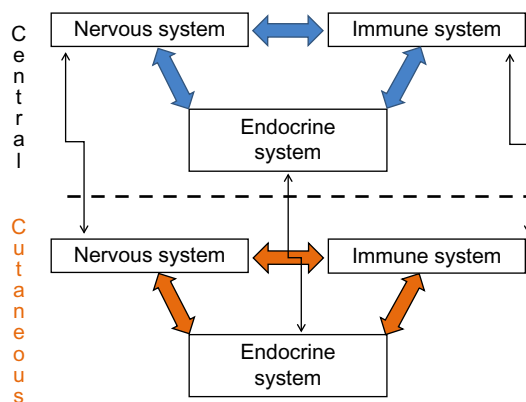 Central
Nervous system
Immune system
Endocrine
system
Cutaneous
Nervous system
Immune system
Endocrine
system